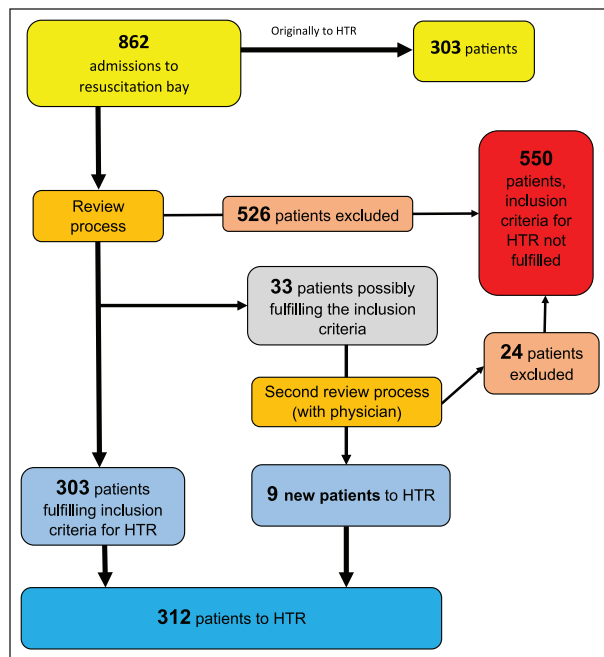 862
admissions to
resuscitation bay
Originally to HTR
303 patients
Review
process
526 patients excluded
550
patients,
inclusion
criteria for
HTR not
fulfilled
33 patients possibly
fulfilling the inclusion
criteria
24 patients
excluded
Second review process
(with physician)
303 patients
fulfilling inclusion
criteria for HTR
9 new patients to HTR
312 patients to HTR